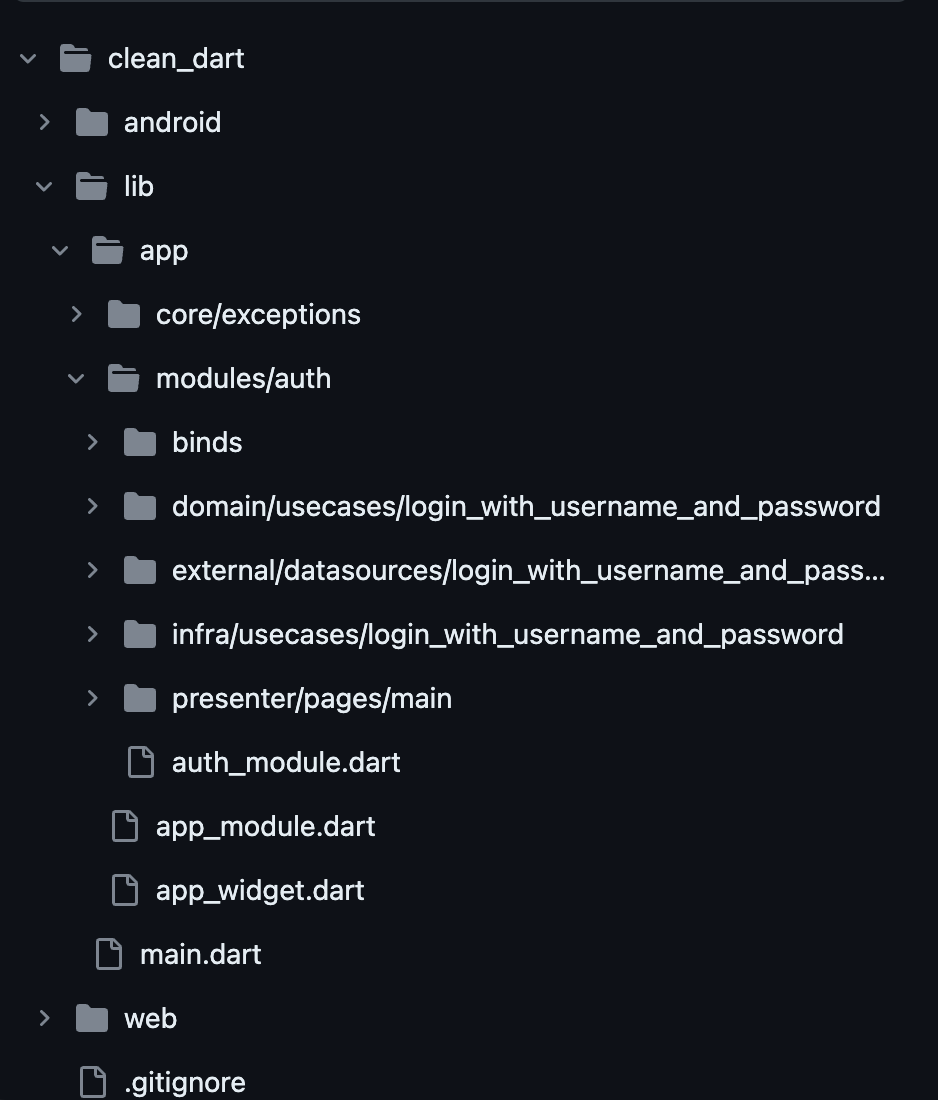 clean_dart
android
lib
app
core/exceptions
modules/auth
binds
domain/usecases/login_with_username_and_password
external/datasources/login_with_username_and_pass...
infra/usecases/login_with_username_and_password
presenter/pages/main
auth_module.dart
app_module.dart
app_widget.dart
main.dart
web
.gitignore